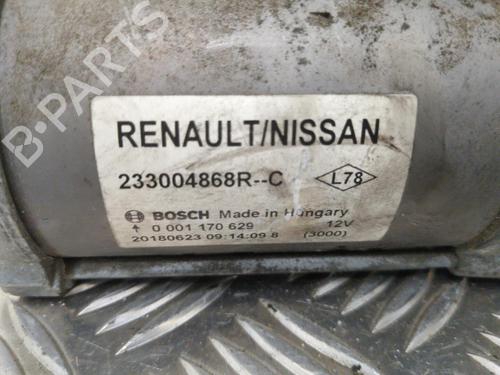 RENAULT/NISSAN
233004868R--C L78
BOSCH Made in Hungary
0 001 170 629 12V
20180623 09:14:09 8 (3000)
B-PARTS